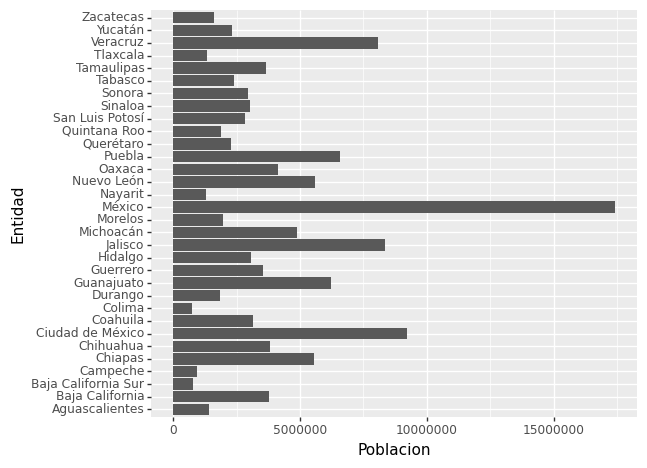 Zacatecas
Yucatán
Veracruz
Tlaxcala
Tamaulipas
Tabasco
Sonora
Sinaloa
San Luis Potosí
Quintana Roo
Querétaro
Puebla
Oaxaca
Nuevo León
Nayarit
México
Morelos
Michoacán
Jalisco
Hidalgo
Guerrero
Guanajuato
Durango
Colima
Coahuila
Ciudad de México
Chihuahua
Chiapas
Campeche
Baja California Sur
Baja California
Aguascalientes
Entidad
0 5000000 10000000 15000000
Poblacion